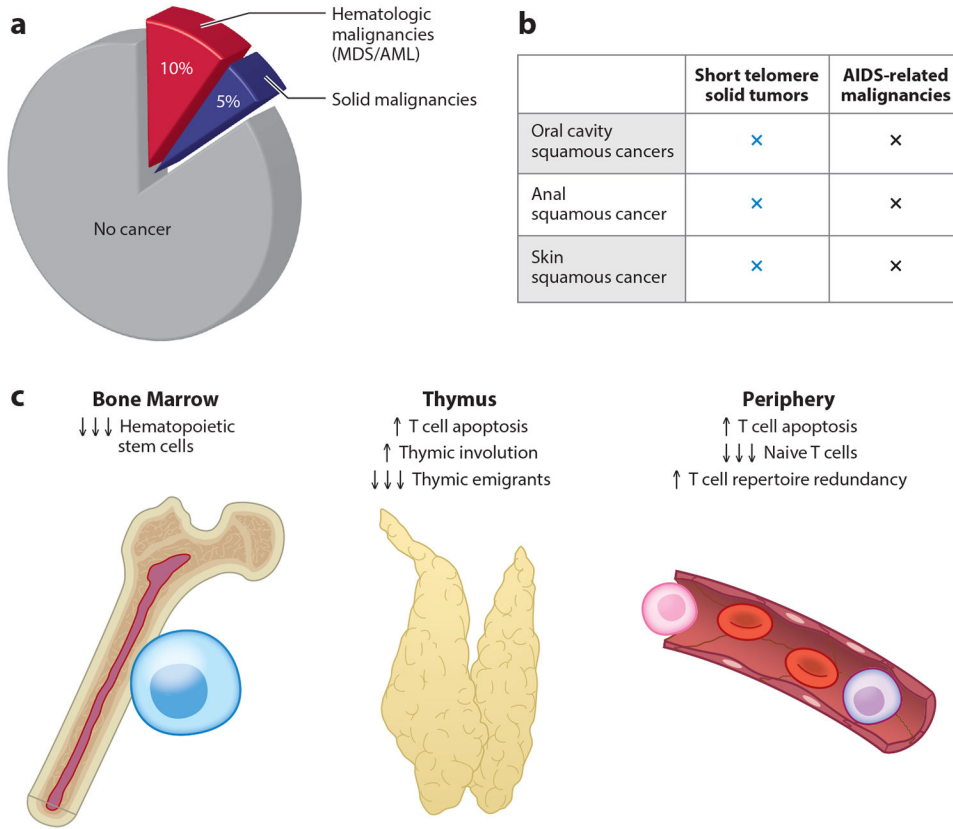 a
Hematologic
malignancies
(MDS/AML)
10%
5%
Solid malignancies
No cancer
b
Short telomere
solid tumors
AIDS-related
malignancies
Oral cavity
squamous cancers
×
×
Anal
squamous cancer
×
×
Skin
squamous cancer
×
×
c
Bone Marrow
↓↓↓ Hematopoietic
stem cells
Thymus
↑ T cell apoptosis
↑ Thymic involution
↓↓↓ Thymic emigrants
Periphery
↑ T cell apoptosis
↓↓↓ Naive T cells
↑ T cell repertoire redundancy